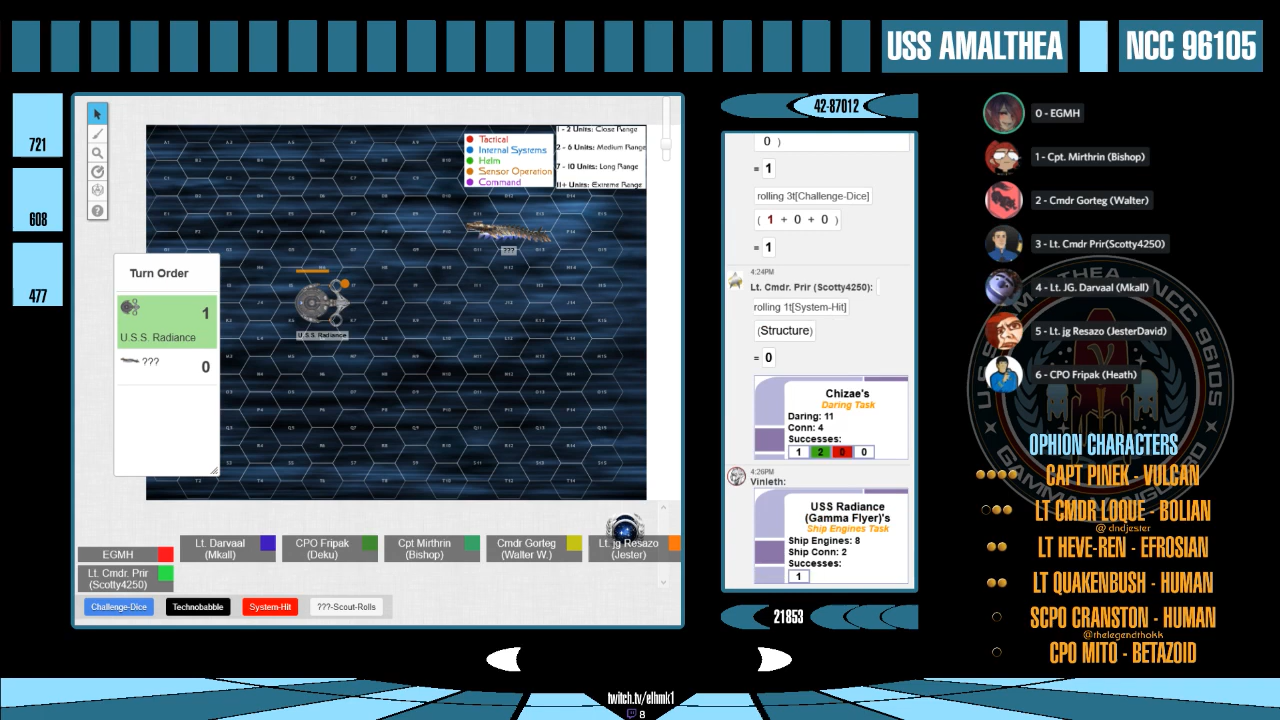 USS AMALTHEA
NCC 96105
721
608
477
Tactical
Internal Systems
Helm
Sensor Operation
Command
1 - 2 Units: Close Range
2 - 6 Units: Medium Range
7 - 10 Units: Long Range
11+ Units: Extreme Range
???
U.S.S. Radiance
Turn Order
1
U.S.S. Radiance
???
0
EGMH
Lt. Darvaal
(Mkall)
CPO Fripak
(Deku)
Cpt Mirthrin
(Bishop)
Cmdr Gorteg
(Walter W.)
Lt. jg Resazo
(Jester)
Lt. Cmdr. Prir
(Scotty4250)
Challenge-Dice
Technobabble
System-Hit
???-Scout-Rolls
42-87012
0 )
= 1
rolling 3t[Challenge-Dice]
( 1 + 0 + 0 )
= 1
4:24PM
Lt. Cmdr. Prir (Scotty4250):
rolling 1t[System-Hit]
(Structure)
= 0
Chizae's
Daring Task
Daring: 11
Conn: 4
Successes:
1 2 0 0
4:26PM
Vinleth:
USS Radiance
(Gamma Flyer)'s
Ship Engines Task
Ship Engines: 8
Ship Conn: 2
Successes:
1
21853
0 - EGMH
1 - Cpt. Mirthrin (Bishop)
2 - Cmdr Gorteg (Walter)
3 - Lt. Cmdr Prir(Scotty4250)
4 - Lt. JG. Darvaal (Mkall)
5 - Lt. jg Resazo (JesterDavid)
6 - CPO Fripak (Heath)
OPHION CHARACTERS
CAPT PINEK - VULCAN
LT CMDR LOQUE - BOLIAN
@dndjester
LT HEVE-REN - EFROSIAN
LT QUAKENBUSH - HUMAN
SCPO CRANSTON - HUMAN
@thelegendthokk
CPO MITO - BETAZOID
twitch.tv/elhmk1
8